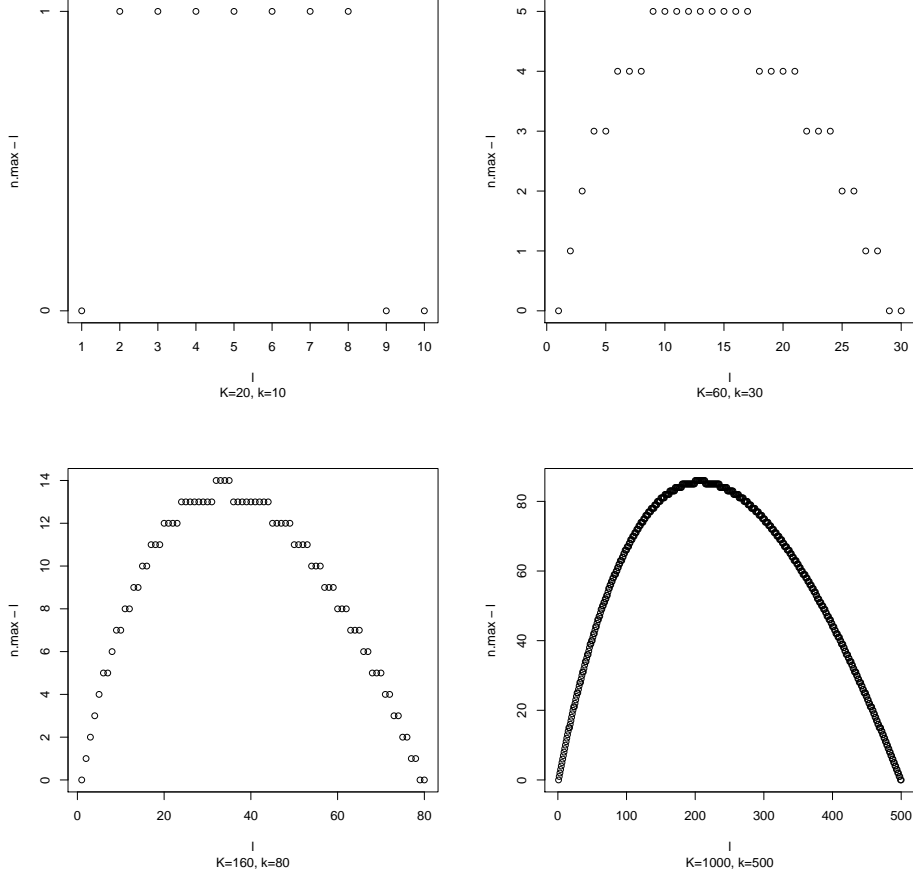 n.max − l
1
0
1 2 3 4 5 6 7 8 9 10
l
K=20, k=10
n.max − l
5
4
3
2
1
0
0 5 10 15 20 25 30
l
K=60, k=30
n.max − l
14
12
10
8
6
4
2
0
0 20 40 60 80
l
K=160, k=80
n.max − l
80
60
40
20
0
0 100 200 300 400 500
l
K=1000, k=500